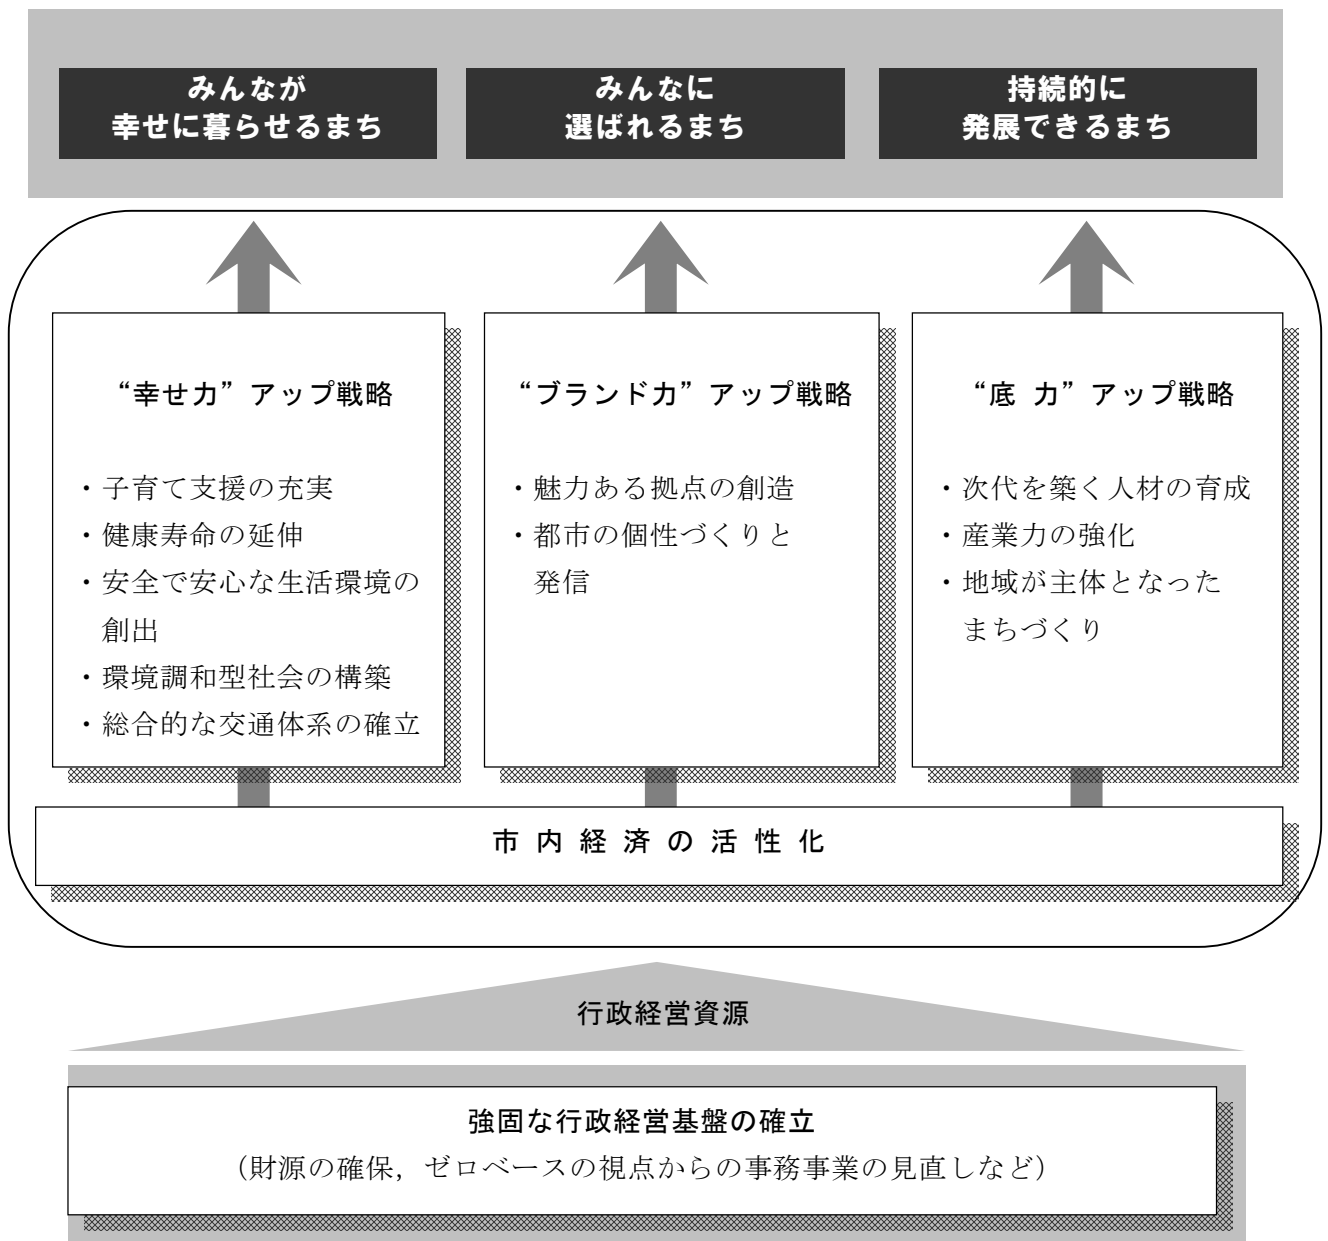 みんなが
幸せに暮らせるまち
みんなに
選ばれるまち
持続的に
発展できるまち
“幸せ力”アップ戦略
・子育て支援の充実
・健康寿命の延伸
・安全で安心な生活環境の
創出
・環境調和型社会の構築
・総合的な交通体系の確立
“ブランド力”アップ戦略
・魅力ある拠点の創造
・都市の個性づくりと
発信
“底 力”アップ戦略
・次代を築く人材の育成
・産業力の強化
・地域が主体となった
まちづくり
市 内 経 済 の 活 性 化
行政経営資源
強固な行政経営基盤の確立
（財源の確保，ゼロベースの視点からの事務事業の見直しなど）